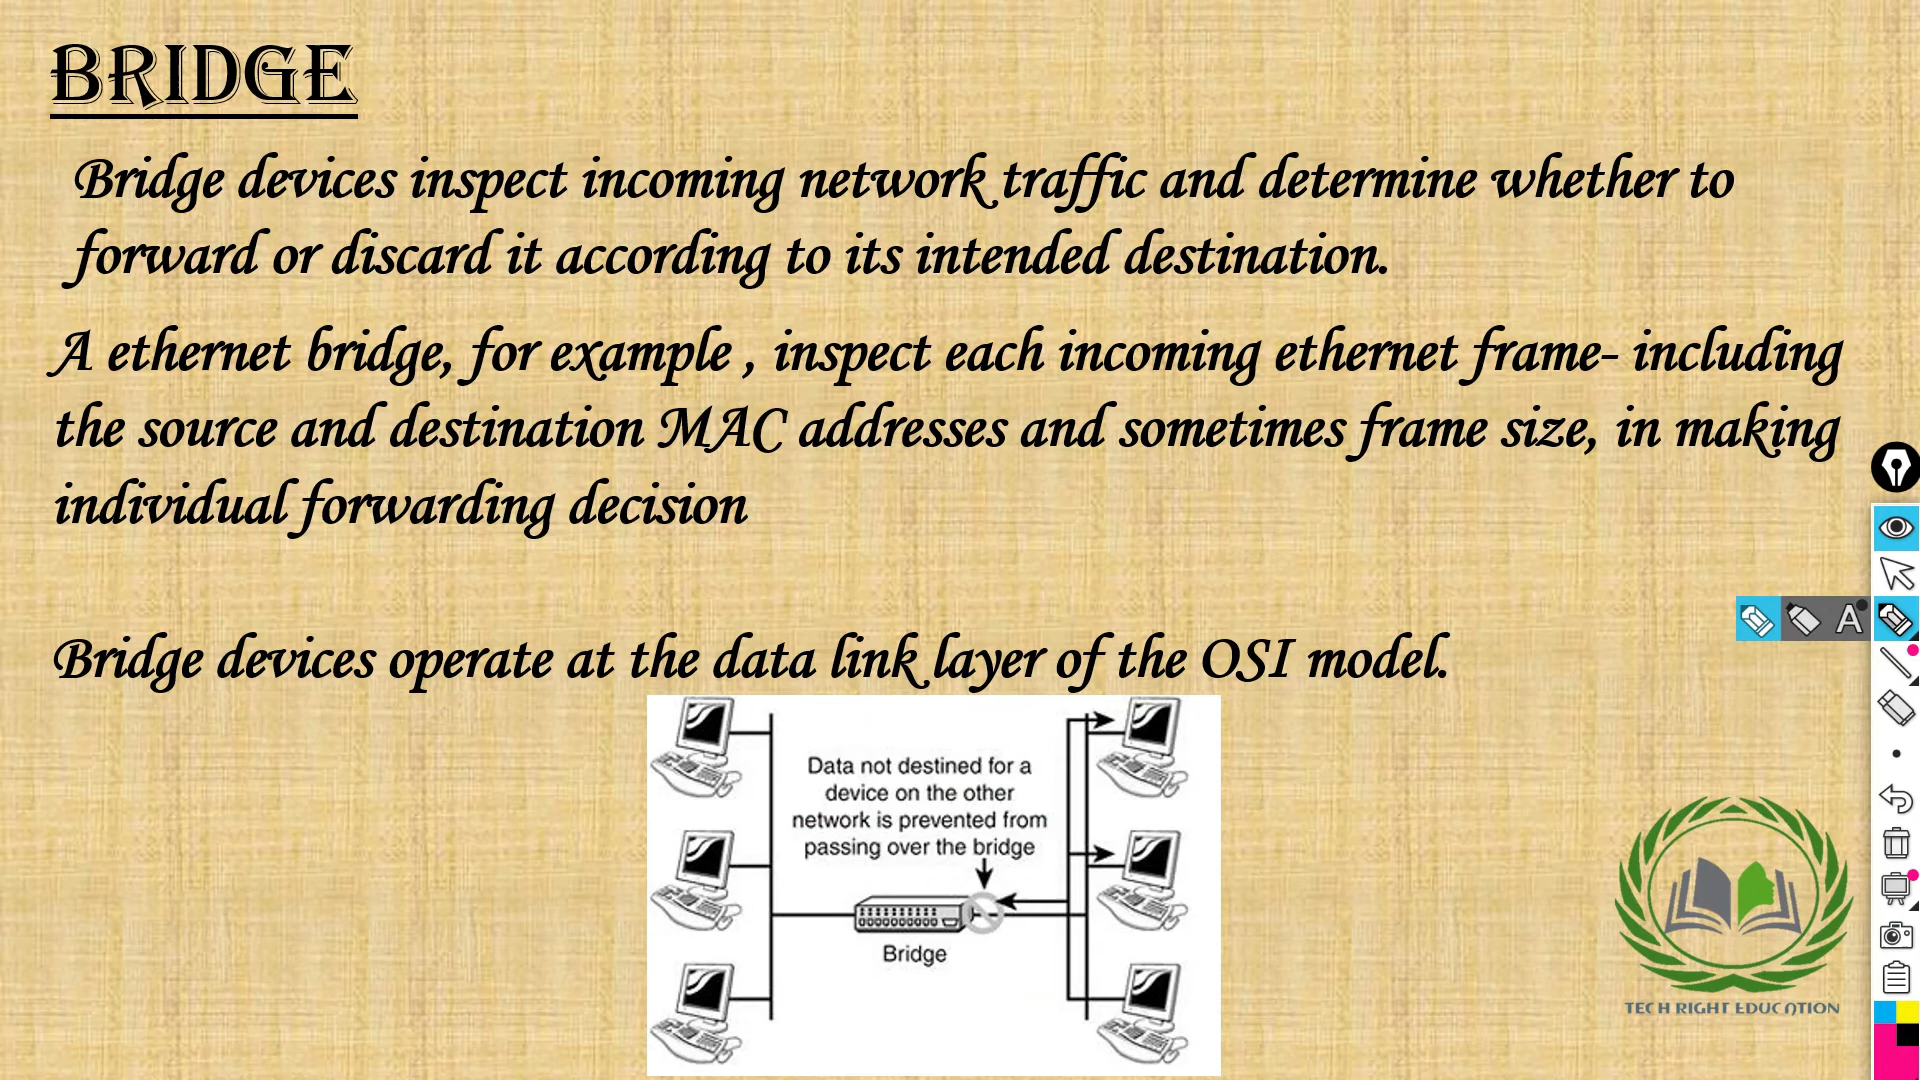 BRIDGE
Bridge devices inspect incoming network traffic and determine whether to
forward or discard it according to its intended destination.
A ethernet bridge, for example , inspect each incoming ethernet frame- including
the source and destination MAC addresses and sometimes frame size, in making
individual forwarding decision
Bridge devices operate at the data link layer of the OSI model.
Data not destined for a
device on the other
network is prevented from
passing over the bridge
Bridge
TECH RIGHT EDUCATION
A